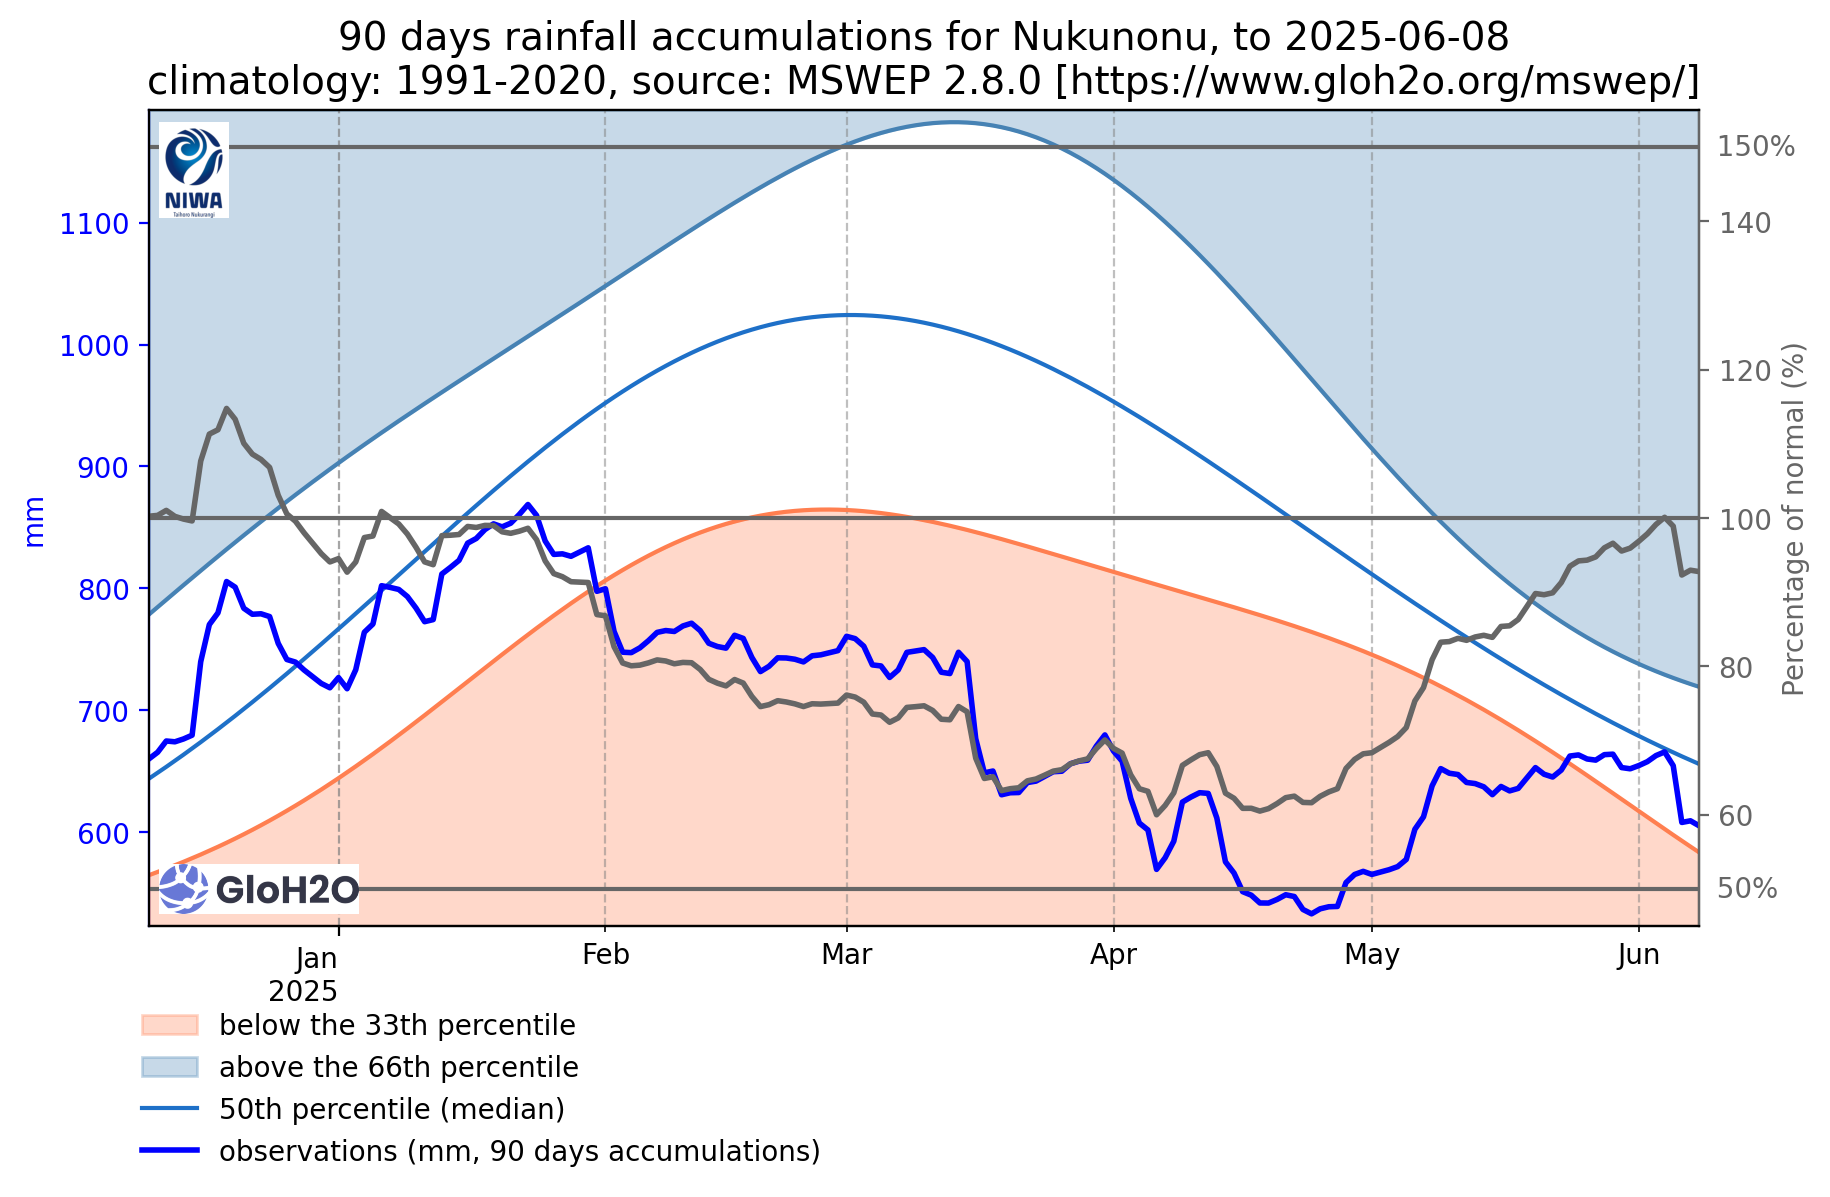 90 days rainfall accumulations for Nukunonu, to 2025-06-08
climatology: 1991-2020, source: MSWEP 2.8.0 [https://www.gloh2o.org/mswep/]
NIWA
Taihoro Nukurangi
mm
1100
1000
900
800
700
600
150%
140
120
100
80
60
50%
Percentage of normal (%)
GloH2O
Jan
2025
Feb
Mar
Apr
May
Jun
below the 33th percentile
above the 66th percentile
50th percentile (median)
observations (mm, 90 days accumulations)